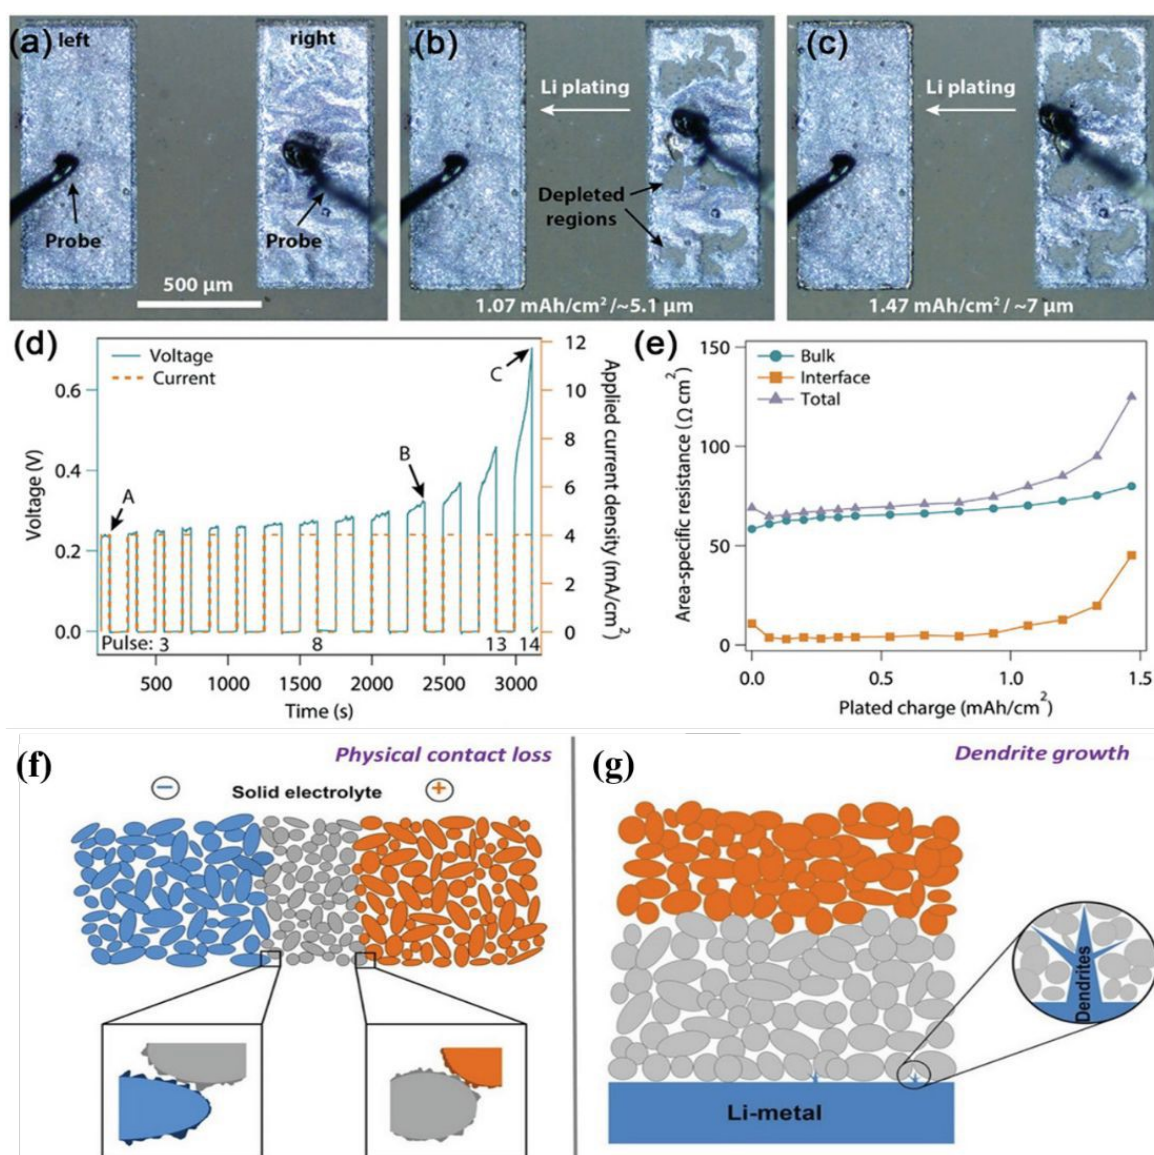 (a)
left
right
Probe
Probe
500 μm
(b)
Li plating
Depleted
regions
1.07 mAh/cm² /~5.1 μm
(c)
Li plating
1.47 mAh/cm² /~7 μm
(d)
Voltage
Current
A
B
C
Voltage (V)
0.6
0.4
0.2
0.0
Applied current density (mA/cm²)
12
10
8
6
4
2
0
Pulse: 3 8 13 14
500 1000 1500 2000 2500 3000
Time (s)
(e)
Bulk
Interface
Total
Area-specific resistance (Ω cm²)
150
100
50
0
0.0 0.5 1.0 1.5
Plated charge (mAh/cm²)
(f)
Physical contact loss
− Solid electrolyte +
(g)
Dendrite growth
Dendrites
Li-metal